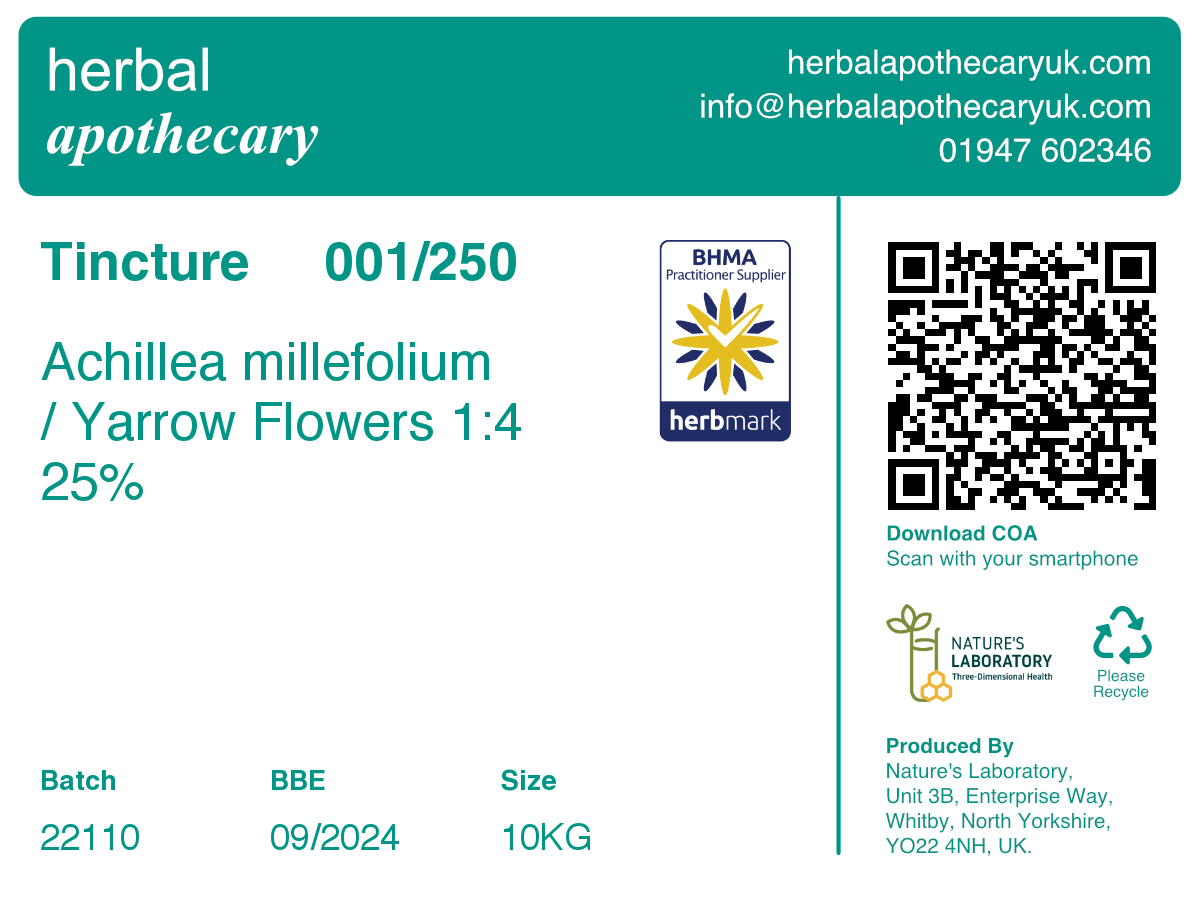 herbal
apothecary
herbalapothecaryuk.com
info@herbalapothecaryuk.com
01947 602346
Tincture 001/250
Achillea millefolium
/ Yarrow Flowers 1:4
25%
BHMA
Practitioner Supplier
herbmark
Download COA
Scan with your smartphone
NATURE'S
LABORATORY
Three-Dimensional Health
Please
Recycle
Batch BBE Size
22110 09/2024 10KG
Produced By
Nature's Laboratory,
Unit 3B, Enterprise Way,
Whitby, North Yorkshire,
YO22 4NH, UK.